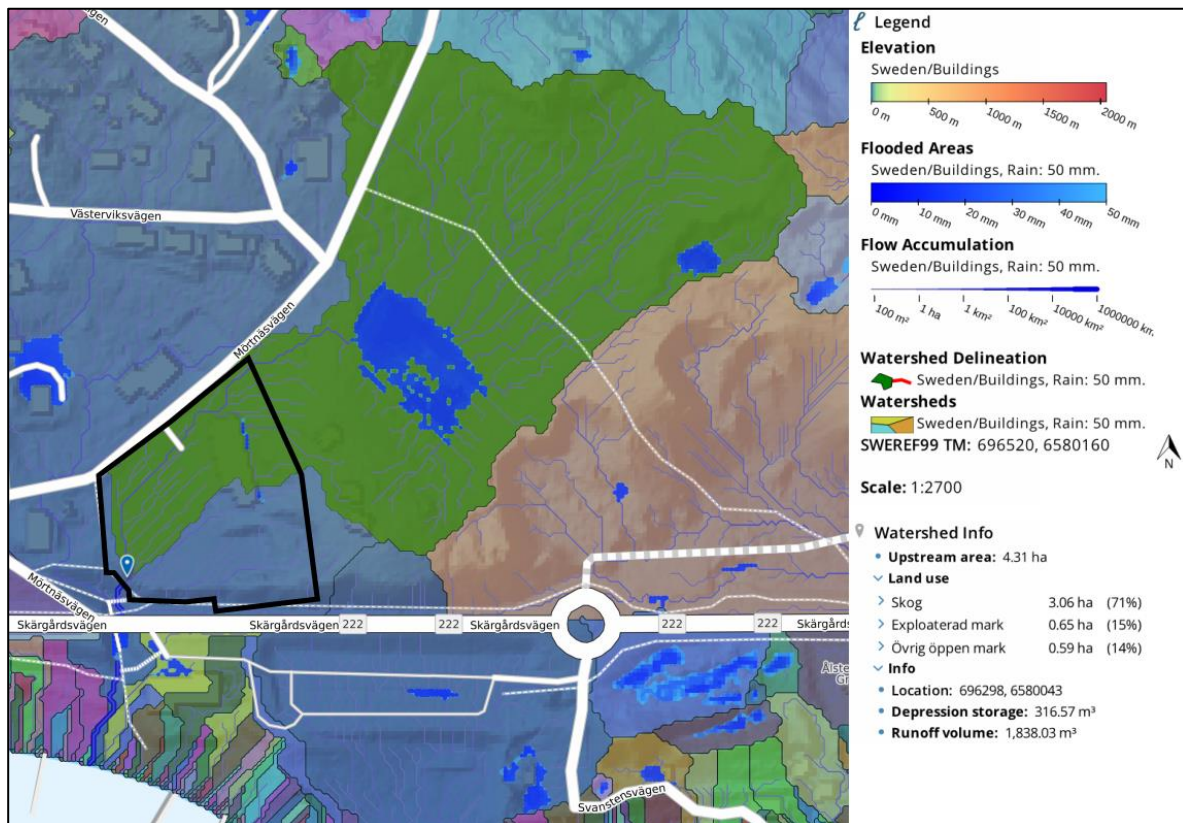 Mörtnäsvägen
Västerviksvägen
Mörtnäsvägen
Mörtnäsvägen
Skärgårdsvägen
Skärgårdsvägen
222
222
Skärgårdsvägen
222
222
Svanstensvägen
Legend
Elevation
Sweden/Buildings
0 m
500 m
1000 m
1500 m
2000 m
Flooded Areas
Sweden/Buildings, Rain: 50 mm.
0 mm
10 mm
20 mm
30 mm
40 mm
50 mm
Flow Accumulation
Sweden/Buildings, Rain: 50 mm.
100 m²
1 ha
1 km²
100 km²
10000 km²
1000000 km.
Watershed Delineation
Sweden/Buildings, Rain: 50 mm.
Watersheds
Sweden/Buildings, Rain: 50 mm.
SWEREF99 TM: 696520, 6580160
N
Scale: 1:2700
Watershed Info
Upstream area: 4.31 ha
Land use
Skog 3.06 ha (71%)
Exploaterad mark 0.65 ha (15%)
Övrig öppen mark 0.59 ha (14%)
Info
Location: 696298, 6580043
Depression storage: 316.57 m³
Runoff volume: 1,838.03 m³